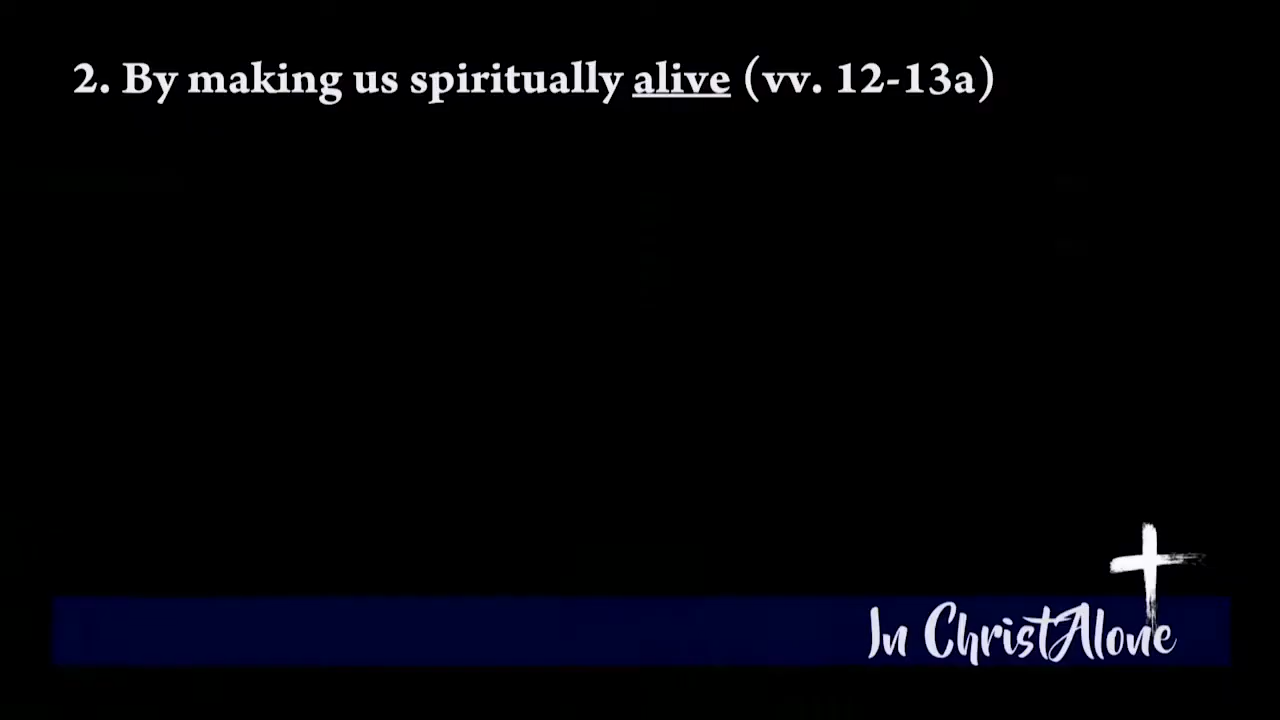 2. By making us spiritually alive (vv. 12-13a)
In Christ Alone